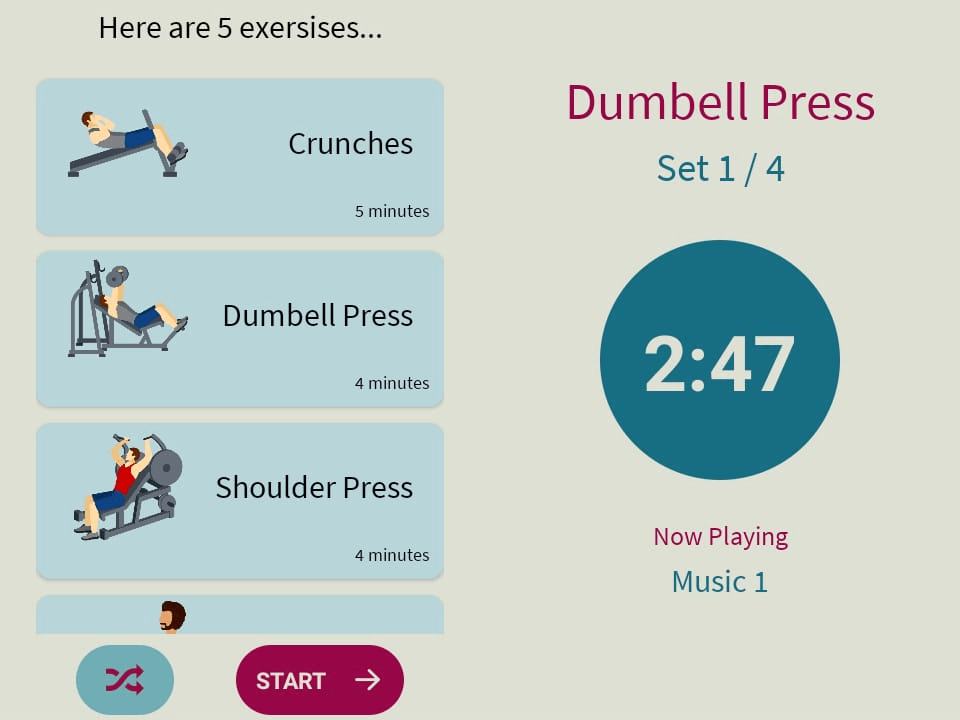 Here are 5 exersises...
Crunches
5 minutes
Dumbell Press
4 minutes
Shoulder Press
4 minutes
START
Dumbell Press
Set 1 / 4
2:47
Now Playing
Music 1